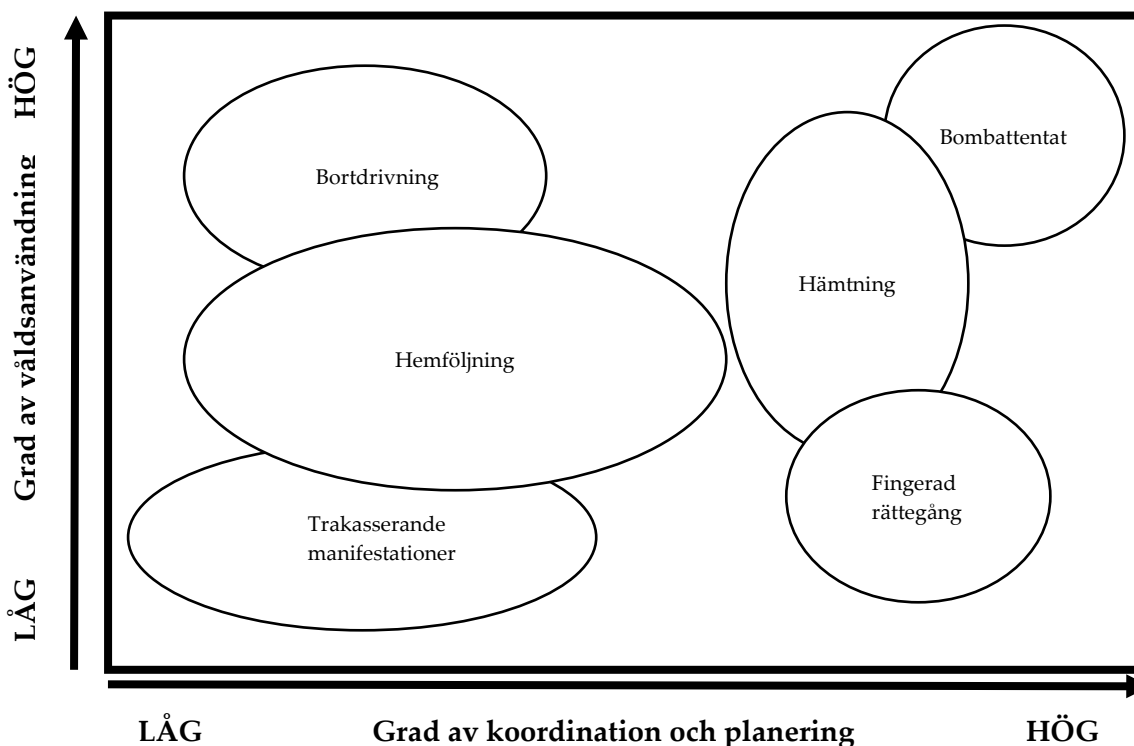 HÖG
Grad av våldsanvändning
LÅG
Bortdrivning
Bombattentat
Hämtning
Hemföljning
Fingerad
rättegång
Trakasserande
manifestationer
LÅG
Grad av koordination och planering
HÖG